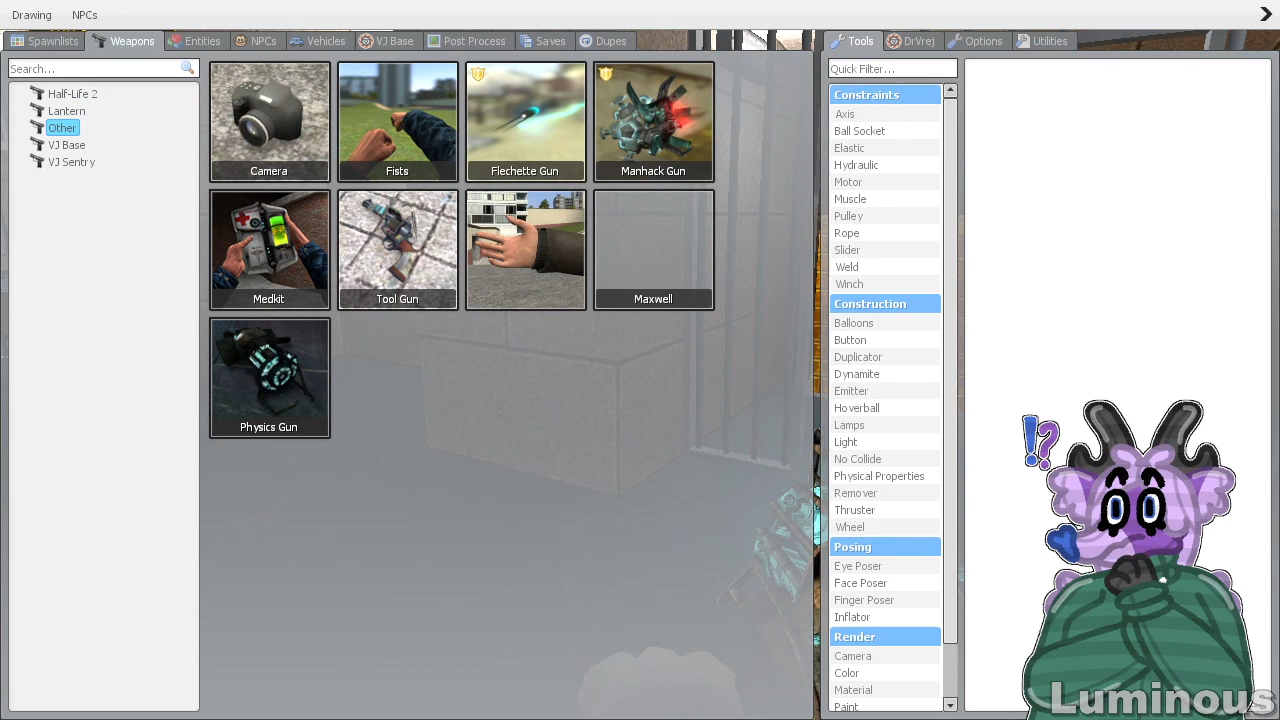 Drawing NPCs
Spawnlists Weapons Entities NPCs Vehicles VJ Base Post Process Saves Dupes
Tools DrVrej Options Utilities
Search...
Half-Life 2
Lantern
Other
VJ Base
VJ Sentry
Camera Fists Flechette Gun Manhack Gun
Medkit Tool Gun Maxwell
Physics Gun
Quick Filter...
Constraints
Axis
Ball Socket
Elastic
Hydraulic
Motor
Muscle
Pulley
Rope
Slider
Weld
Winch
Construction
Balloons
Button
Duplicator
Dynamite
Emitter
Hoverball
Lamps
Light
No Collide
Physical Properties
Remover
Thruster
Wheel
Posing
Eye Poser
Face Poser
Finger Poser
Inflator
Render
Camera
Color
Material
Paint
!?
Luminous